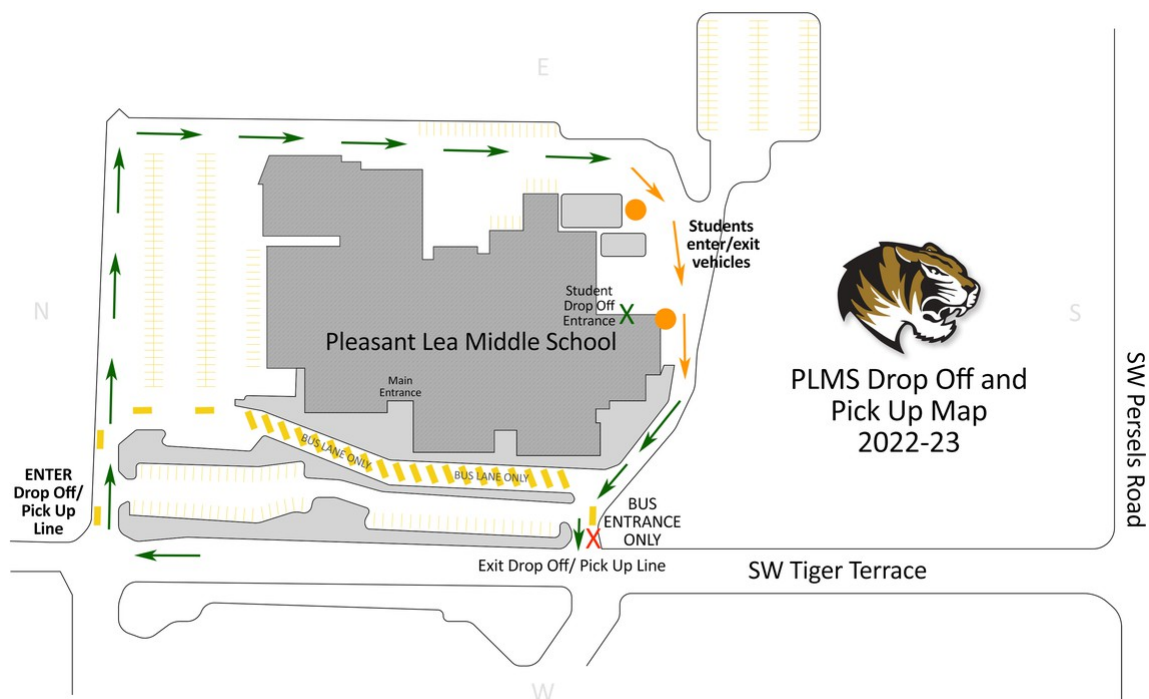 E
N
S
W
Students
enter/exit
vehicles
Student
Drop Off
Entrance
X
Pleasant Lea Middle School
Main
Entrance
BUS LANE ONLY
BUS LANE ONLY
ENTER
Drop Off/
Pick Up
Line
BUS
ENTRANCE
ONLY
X
Exit Drop Off/ Pick Up Line
SW Tiger Terrace
PLMS Drop Off and
Pick Up Map
2022-23
SW Persels Road